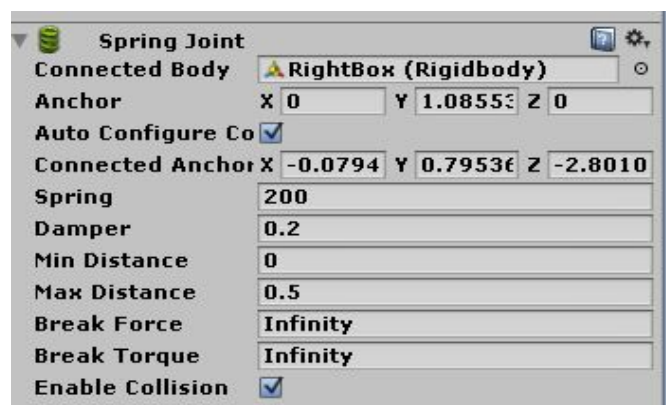 Spring Joint
Connected Body RightBox (Rigidbody)
Anchor X 0 Y 1.0855 Z 0
Auto Configure Co
Connected Anchor X -0.0794 Y 0.7953 Z -2.8010
Spring 200
Damper 0.2
Min Distance 0
Max Distance 0.5
Break Force Infinity
Break Torque Infinity
Enable Collision